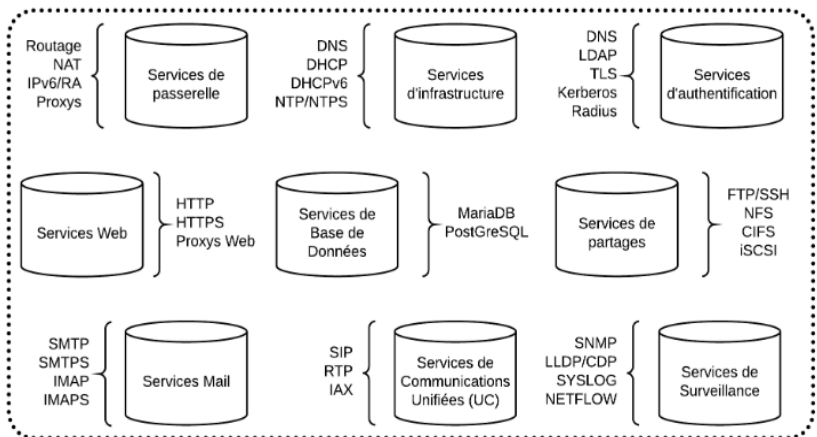 Routage
NAT
IPv6/RA
Proxys
Services de
passerelle
DNS
DHCP
DHCPv6
NTP/NTPS
Services
d'infrastructure
DNS
LDAP
TLS
Kerberos
Radius
Services
d'authentification
Services Web
HTTP
HTTPS
Proxys Web
Services de
Base de
Données
MariaDB
PostGreSQL
Services de
partages
FTP/SSH
NFS
CIFS
iSCSI
SMTP
SMTPS
IMAP
IMAPS
Services Mail
SIP
RTP
IAX
Services de
Communications
Unifiées (UC)
SNMP
LLDP/CDP
SYSLOG
NETFLOW
Services de
Surveillance